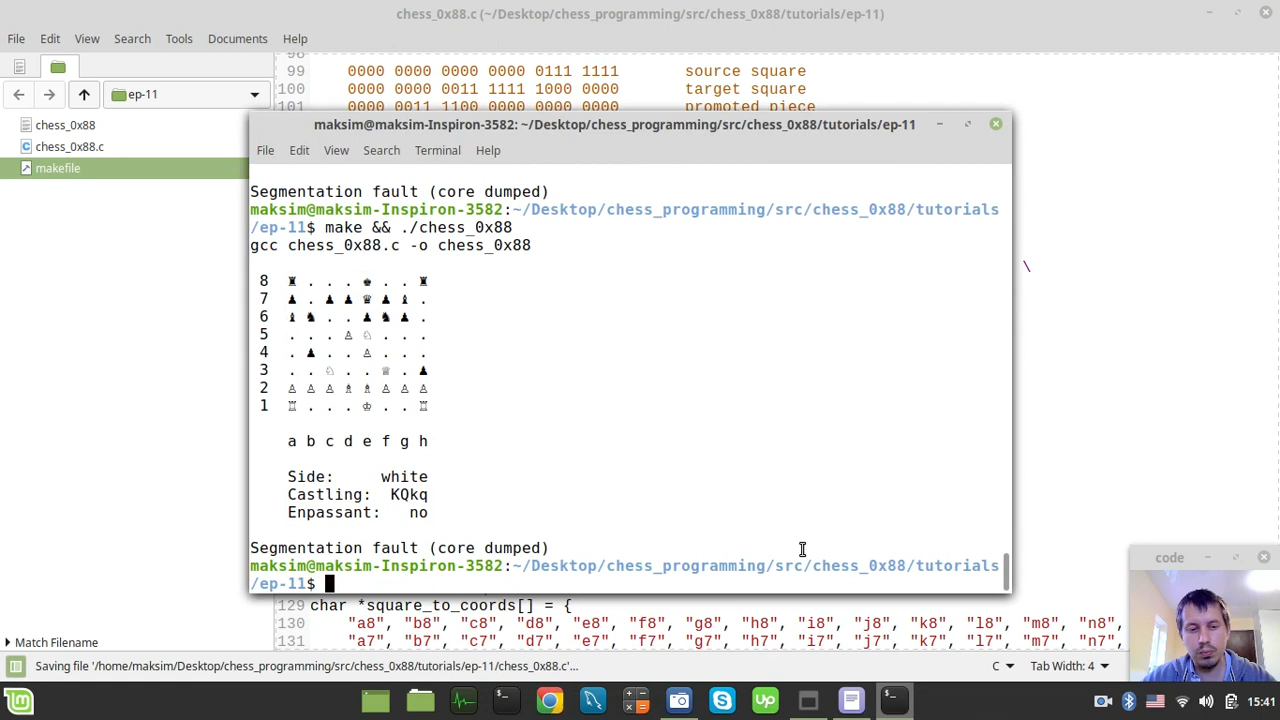 chess_0x88.c (~/Desktop/chess_programming/src/chess_0x88/tutorials/ep-11)
File Edit View Search Tools Documents Help
ep-11
chess_0x88
chess_0x88.c
makefile
Match Filename
99 0000 0000 0000 0000 0111 1111 source square
100 0000 0000 0011 1111 1000 0000 target square
101 0000 0011 1100 0000 0000 0000 promoted piece
\
maksim@maksim-Inspiron-3582: ~/Desktop/chess_programming/src/chess_0x88/tutorials/ep-11
File Edit View Search Terminal Help
Segmentation fault (core dumped)
maksim@maksim-Inspiron-3582:~/Desktop/chess_programming/src/chess_0x88/tutorials
/ep-11$ make && ./chess_0x88
gcc chess_0x88.c -o chess_0x88
8 ♜ . . . ♚ . . ♜
7 ♟ . ♟ ♟ ♛ ♟ ♝ .
6 ♝ ♞ . . ♟ ♞ ♟ .
5 . . . ♙ ♘ . . .
4 . ♟ . . ♙ . . .
3 . . ♘ . . ♕ . ♟
2 ♙ ♙ ♙ ♗ ♗ ♙ ♙ ♙
1 ♖ . . . ♔ . . ♖
a b c d e f g h
Side: white
Castling: KQkq
Enpassant: no
Segmentation fault (core dumped)
maksim@maksim-Inspiron-3582:~/Desktop/chess_programming/src/chess_0x88/tutorials
/ep-11$
129 char *square_to_coords[] = {
130 "a8", "b8", "c8", "d8", "e8", "f8", "g8", "h8", "i8", "j8", "k8", "l8", "m8", "n8",
131 "a7", "b7", "c7", "d7", "e7", "f7", "g7", "h7", "i7", "j7", "k7", "l7", "m7", "n7",
code
Saving file '/home/maksim/Desktop/chess_programming/src/chess_0x88/tutorials/ep-11/chess_0x88.c'...
C
Tab Width: 4
Up
15:41